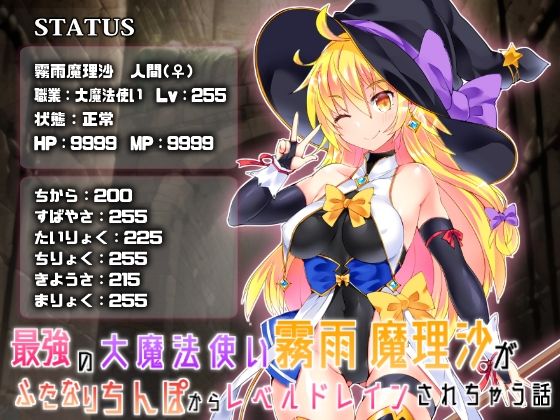 STATUS
霧雨魔理沙 人間(♀)
職業:大魔法使い Lv:255
状態:正常
HP:9999 MP:9999
ちから:200
すばやさ:255
たいりょく:225
ちりょく:255
きようさ:215
まりょく:255
最強の大魔法使い霧雨魔理沙が
ふたなりちんぽからレベルドレインされちゃう話